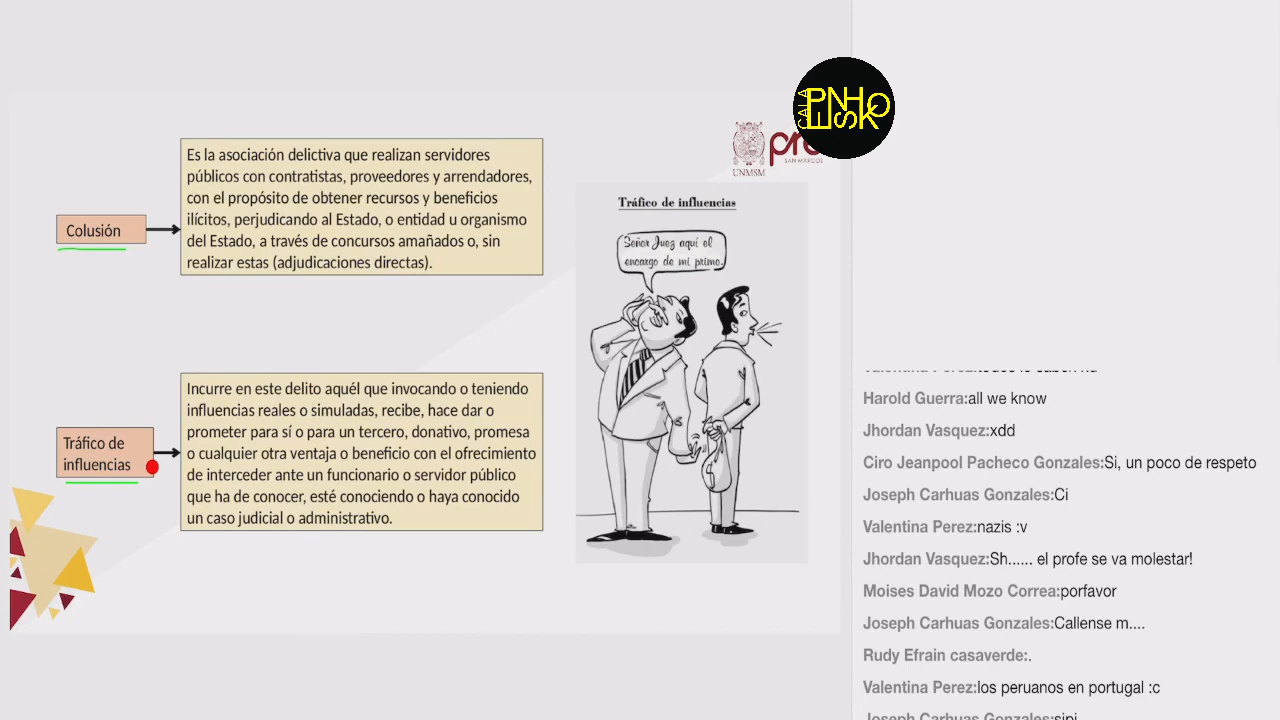 Es la asociación delictiva que realizan servidores
públicos con contratistas, proveedores y arrendadores,
con el propósito de obtener recursos y beneficios
ilícitos, perjudicando al Estado, o entidad u organismo
del Estado, a través de concursos amañados o, sin
realizar estas (adjudicaciones directas).
Colusión
Incurre en este delito aquél que invocando o teniendo
influencias reales o simuladas, recibe, hace dar o
prometer para sí o para un tercero, donativo, promesa
o cualquier otra ventaja o beneficio con el ofrecimiento
de interceder ante un funcionario o servidor público
que ha de conocer, esté conociendo o haya conocido
un caso judicial o administrativo.
Tráfico de
influencias
UNMSM
SAN MARCOS
Tráfico de influencias
Señor Juez aquí el
encargo de mi primo.
Harold Guerra:all we know
Jhordan Vasquez:xdd
Ciro Jeanpool Pacheco Gonzales:Si, un poco de respeto
Joseph Carhuas Gonzales:Ci
Valentina Perez:nazis :v
Jhordan Vasquez:Sh...... el profe se va molestar!
Moises David Mozo Correa:porfavor
Joseph Carhuas Gonzales:Callense m....
Rudy Efrain casaverde:.
Valentina Perez:los peruanos en portugal :c
Joseph Carhuas Gonzales:sipi